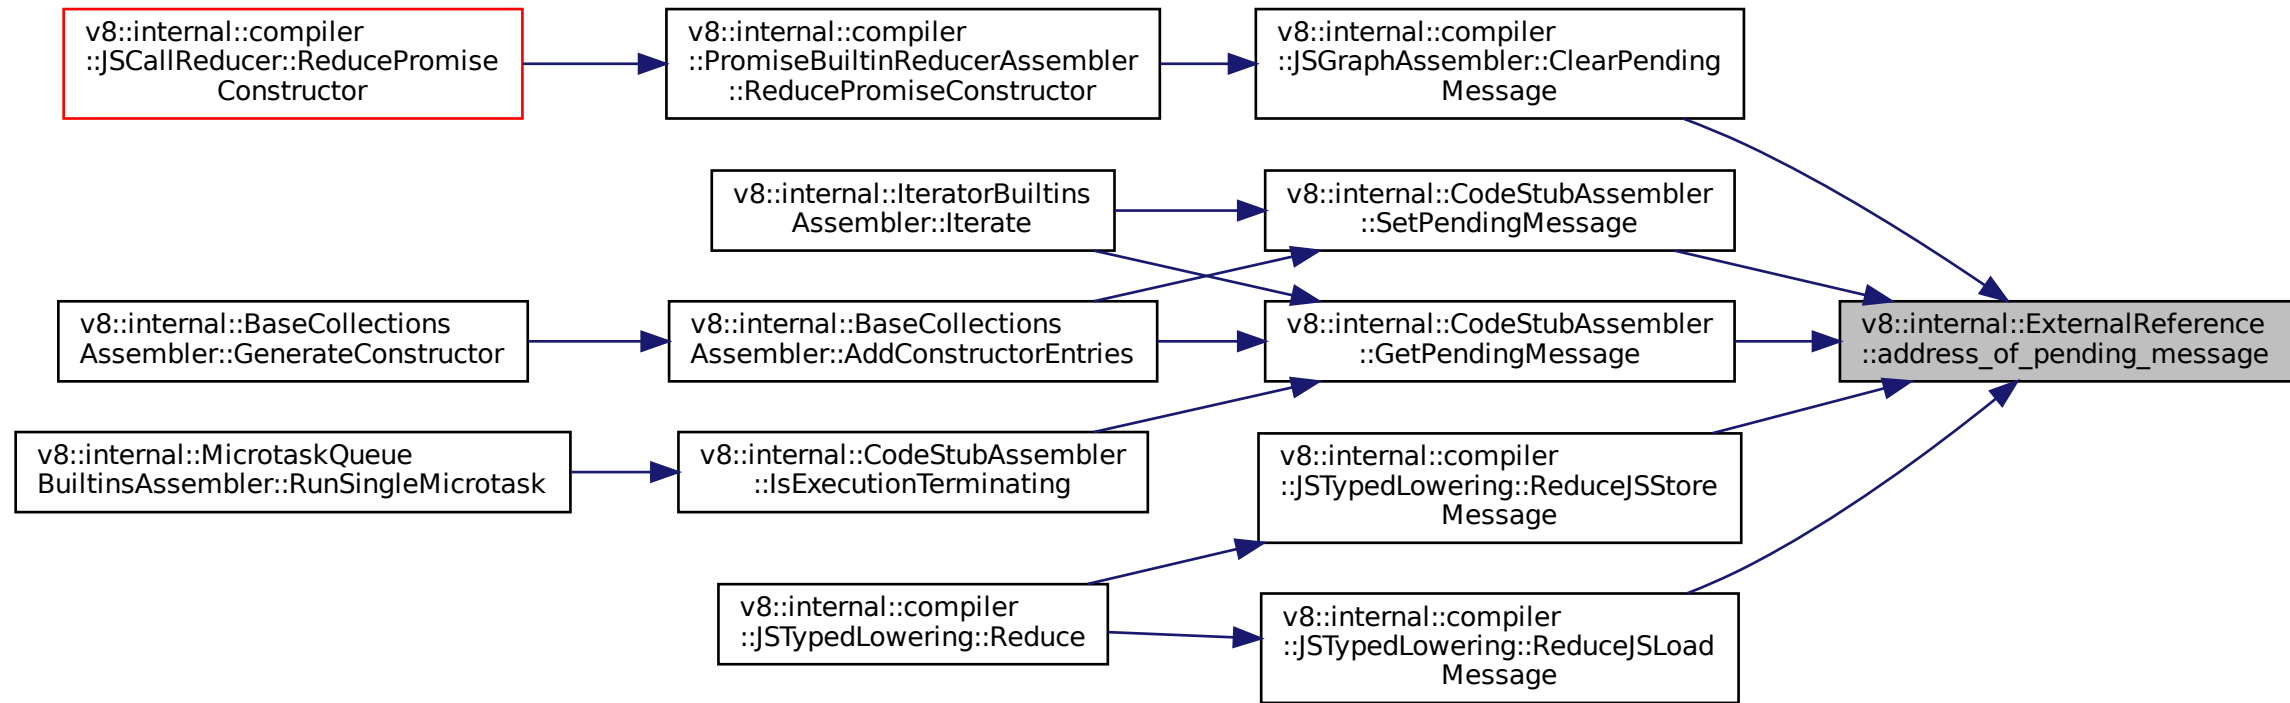 v8::internal::compiler
::JSCallReducer::ReducePromise
Constructor
v8::internal::compiler
::PromiseBuiltinReducerAssembler
::ReducePromiseConstructor
v8::internal::compiler
::JSGraphAssembler::ClearPending
Message
v8::internal::IteratorBuiltins
Assembler::Iterate
v8::internal::CodeStubAssembler
::SetPendingMessage
v8::internal::BaseCollections
Assembler::GenerateConstructor
v8::internal::BaseCollections
Assembler::AddConstructorEntries
v8::internal::CodeStubAssembler
::GetPendingMessage
v8::internal::ExternalReference
::address_of_pending_message
v8::internal::MicrotaskQueue
BuiltinsAssembler::RunSingleMicrotask
v8::internal::CodeStubAssembler
::IsExecutionTerminating
v8::internal::compiler
::JSTypedLowering::ReduceJSStore
Message
v8::internal::compiler
::JSTypedLowering::Reduce
v8::internal::compiler
::JSTypedLowering::ReduceJSLoad
Message